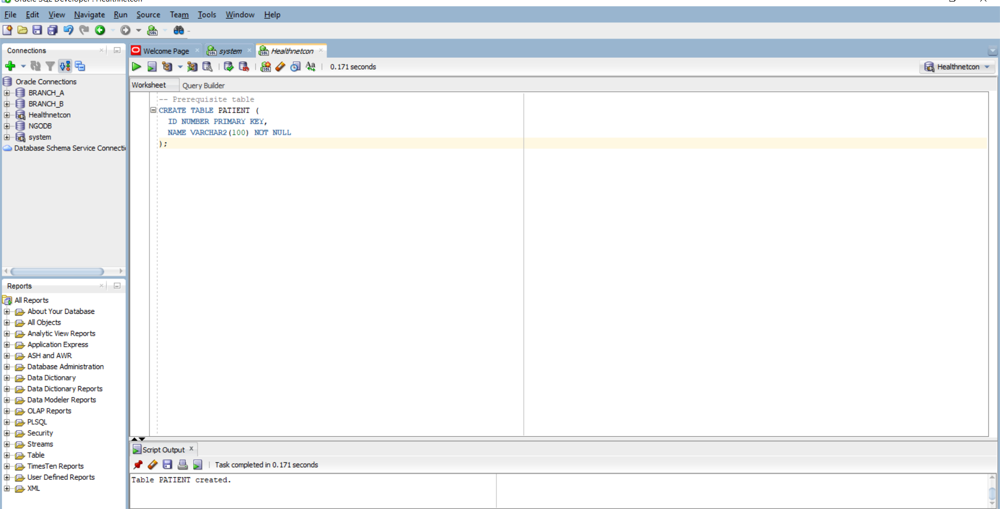 Oracle SQL Developer : Healthnetcon
File Edit View Navigate Run Source Team Tools Window Help
Connections
Oracle Connections
BRANCH_A
BRANCH_B
Healthnetcon
NGODB
system
Database Schema Service Connecti
Reports
All Reports
About Your Database
All Objects
Analytic View Reports
Application Express
ASH and AWR
Database Administration
Data Dictionary
Data Dictionary Reports
Data Modeler Reports
OLAP Reports
PLSQL
Security
Streams
Table
TimesTen Reports
User Defined Reports
XML
Welcome Page system Healthnetcon
0.171 seconds
Healthnetcon
Worksheet Query Builder
-- Prerequisite table
CREATE TABLE PATIENT (
ID NUMBER PRIMARY KEY,
NAME VARCHAR2(100) NOT NULL
);
Script Output
Task completed in 0.171 seconds
Table PATIENT created.